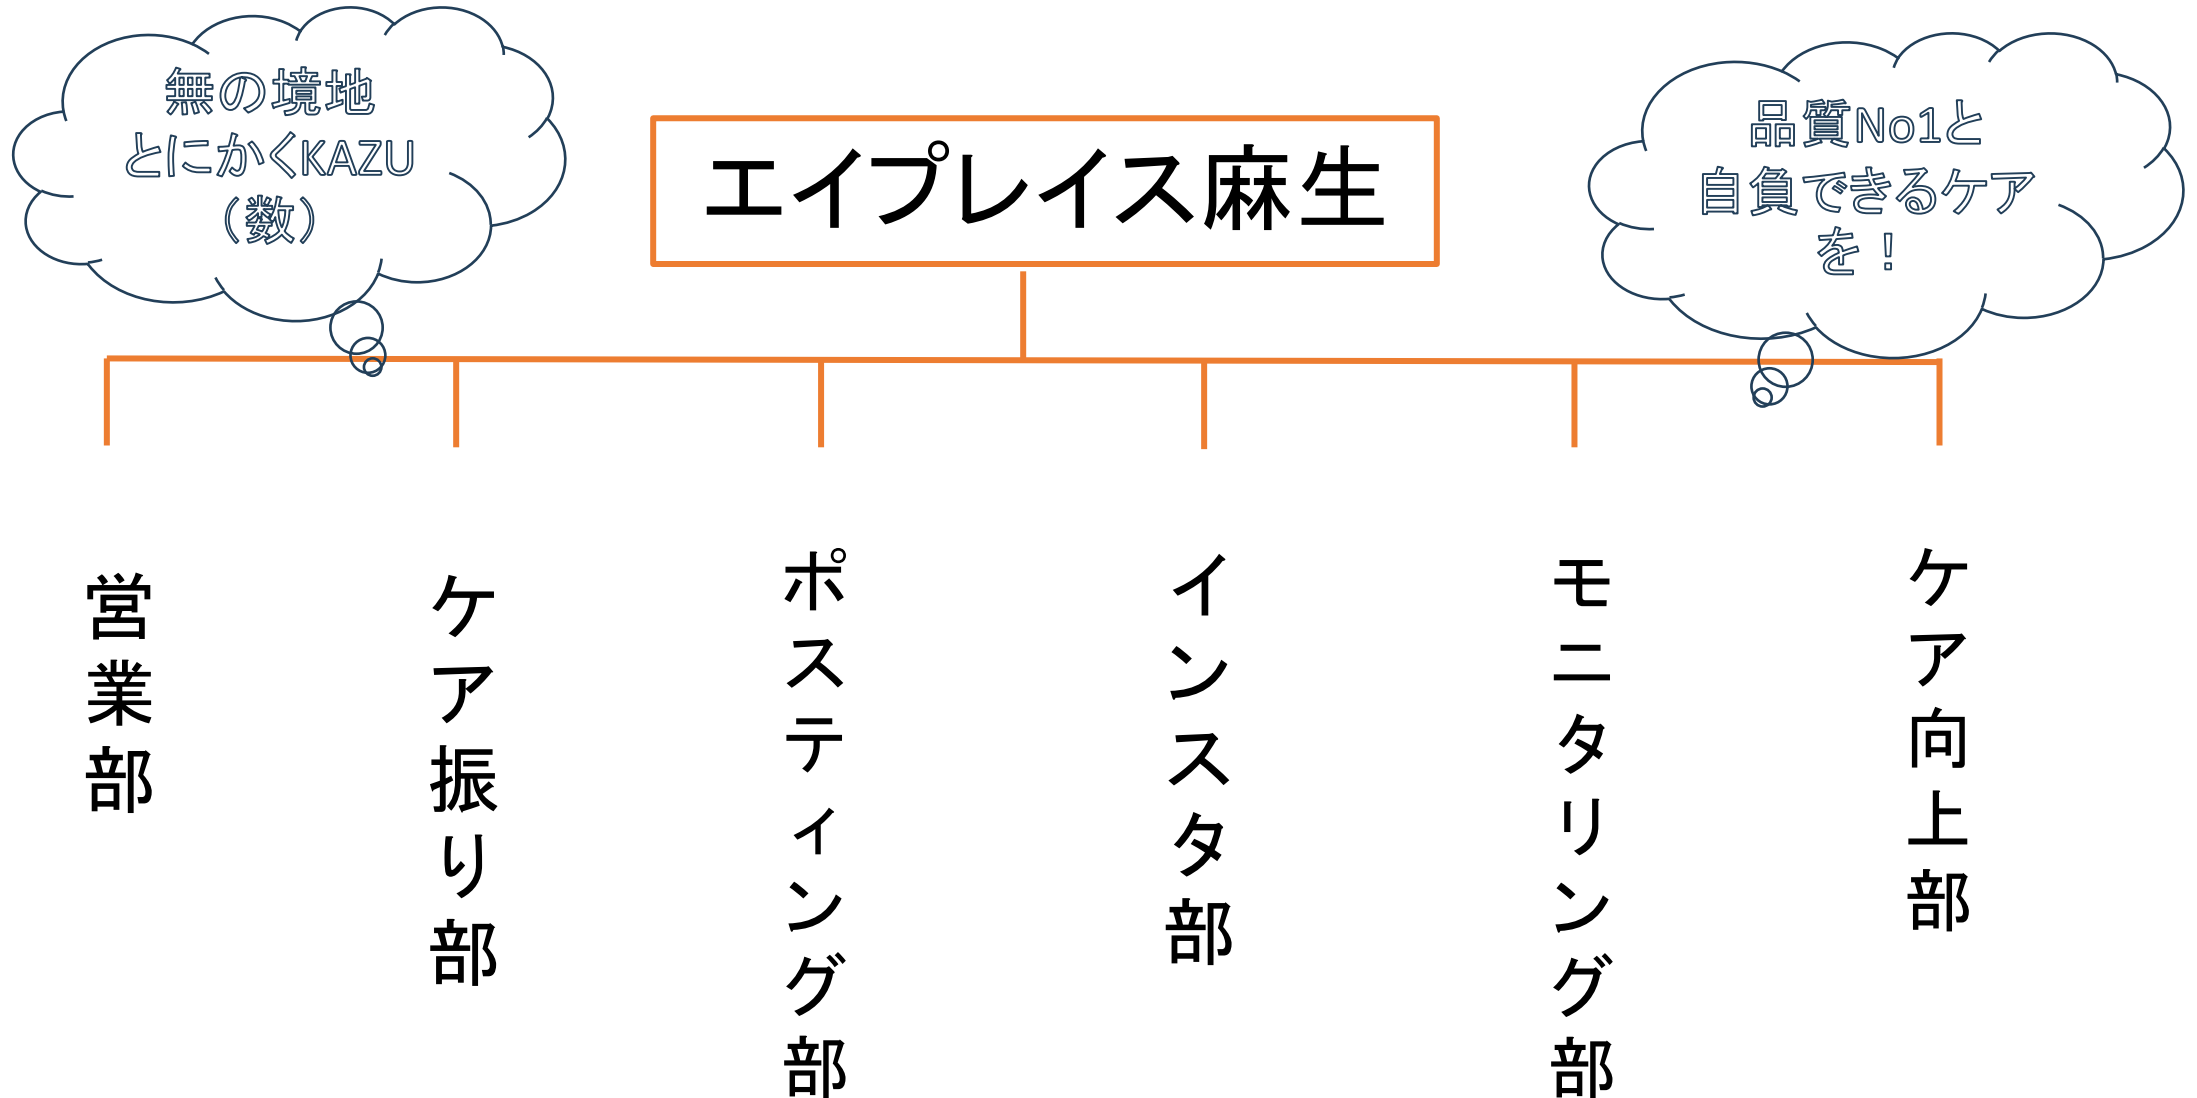 無の境地
とにかくKAZU
（数）
エイプレイス麻生
品質No1と
自負できるケア
を！
営業部
ケア振り部
ポスティング部
インスタ部
モニタリング部
ケア向上部